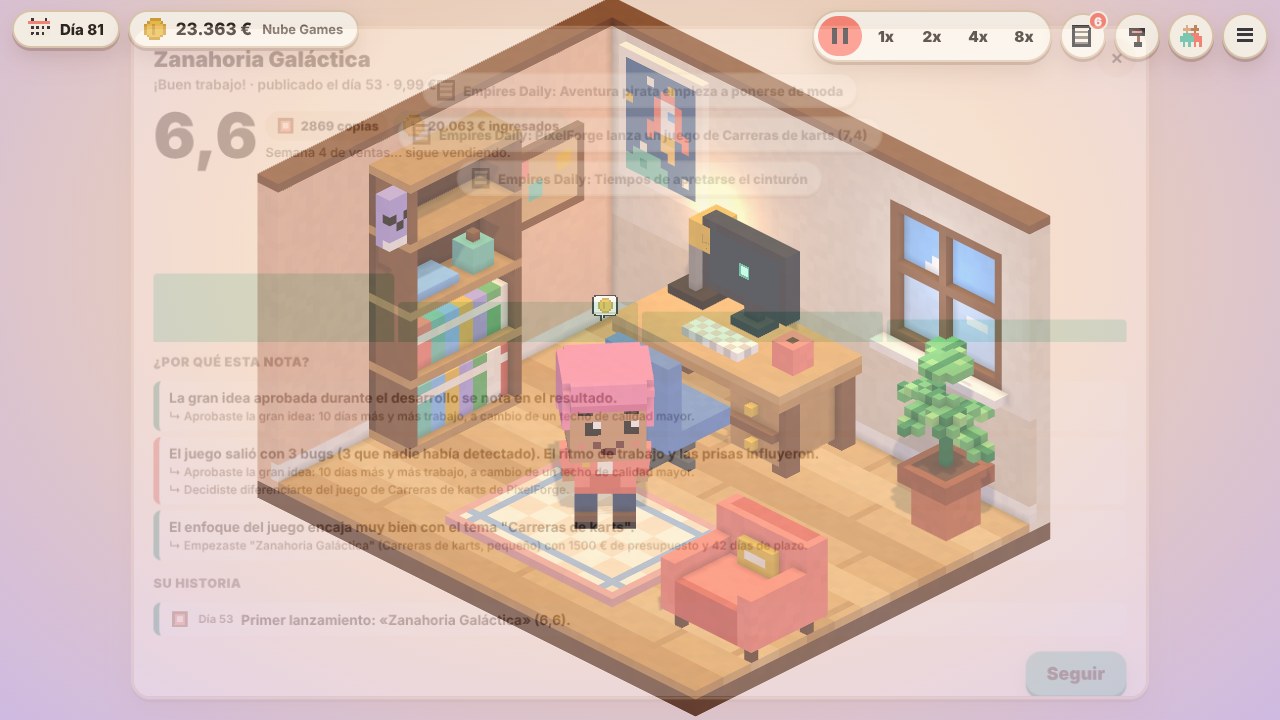 Día 81
23.363 € Nube Games
1x 2x 4x 8x
6
Zanahoria Galáctica
¡Buen trabajo! · publicado el día 53 · 9,99 €
Empires Daily: Aventura pirata empieza a ponerse de moda
6,6
2869 copias
20.063 € ingresados
Empires Daily: PixelForge lanza un juego de Carreras de karts (7,4)
Semana 4 de ventas... sigue vendiendo.
Empires Daily: Tiempos de apretarse el cinturón
¿POR QUÉ ESTA NOTA?
La gran idea aprobada durante el desarrollo se nota en el resultado.
↳ Aprobaste la gran idea: 10 días más y más trabajo, a cambio de un techo de calidad mayor.
El juego salió con 3 bugs (3 que nadie había detectado). El ritmo de trabajo y las prisas influyeron.
↳ Aprobaste la gran idea: 10 días más y más trabajo, a cambio de un techo de calidad mayor.
↳ Decidiste diferenciarte del juego de Carreras de karts de PixelForge.
El enfoque del juego encaja muy bien con el tema "Carreras de karts".
↳ Empezaste "Zanahoria Galáctica" (Carreras de karts, pequeño) con 1500 € de presupuesto y 42 días de plazo.
SU HISTORIA
Día 53 Primer lanzamiento: «Zanahoria Galáctica» (6,6).
Seguir